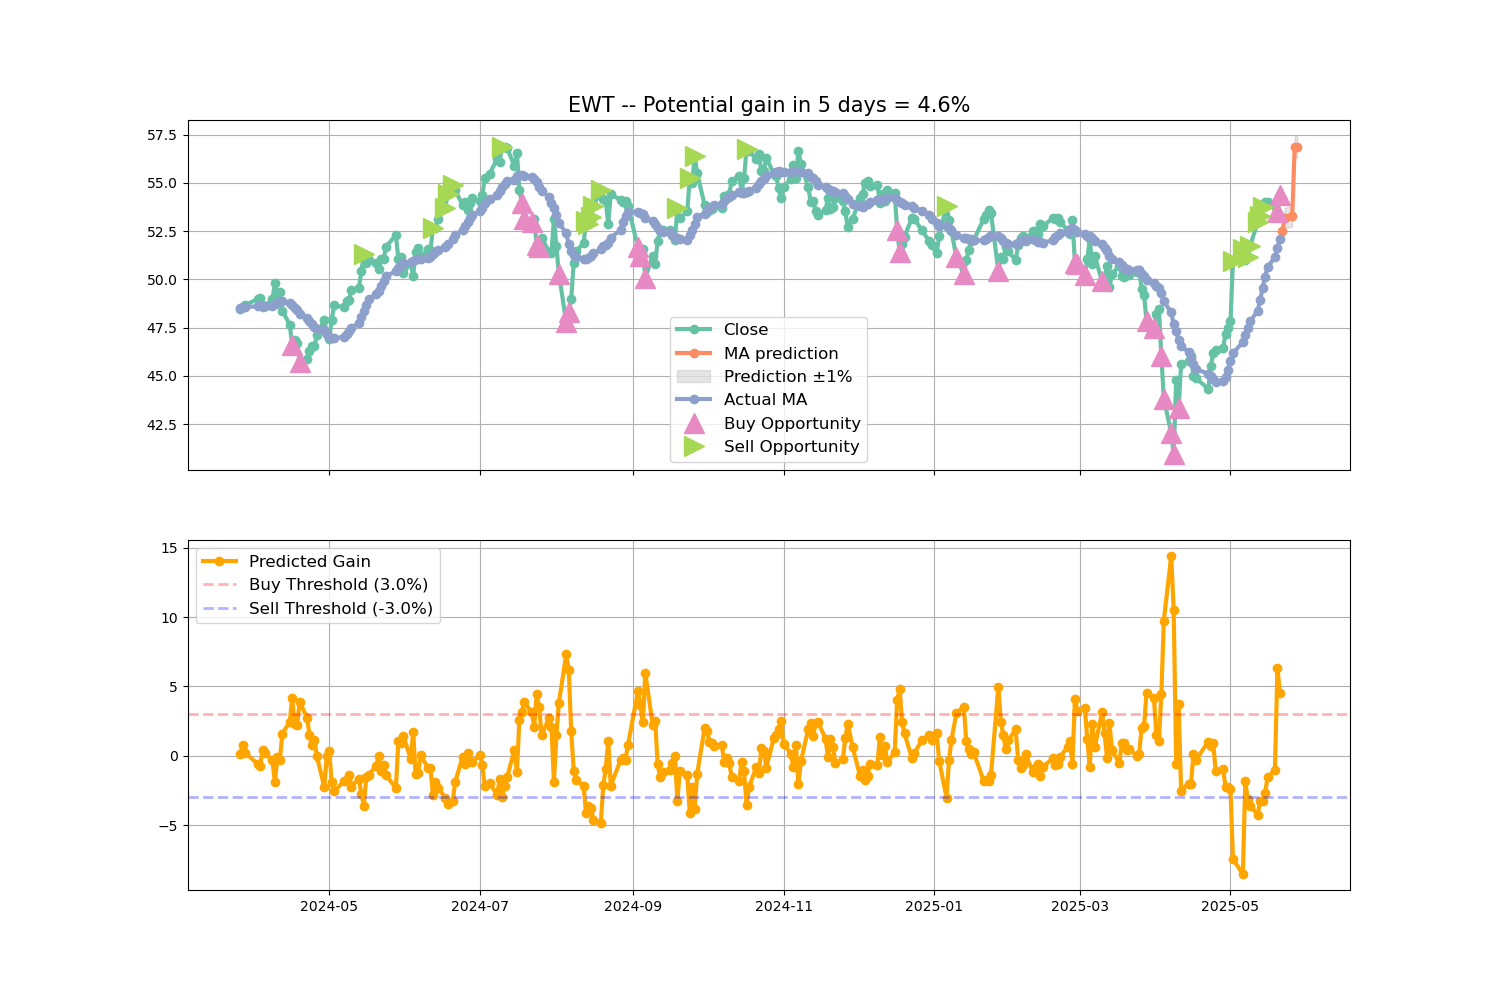 EWT -- Potential gain in 5 days = 4.6%
57.5
55.0
52.5
50.0
47.5
45.0
42.5
Close
MA prediction
Prediction ±1%
Actual MA
Buy Opportunity
Sell Opportunity
15
10
5
0
−5
Predicted Gain
Buy Threshold (3.0%)
Sell Threshold (-3.0%)
2024-05
2024-07
2024-09
2024-11
2025-01
2025-03
2025-05